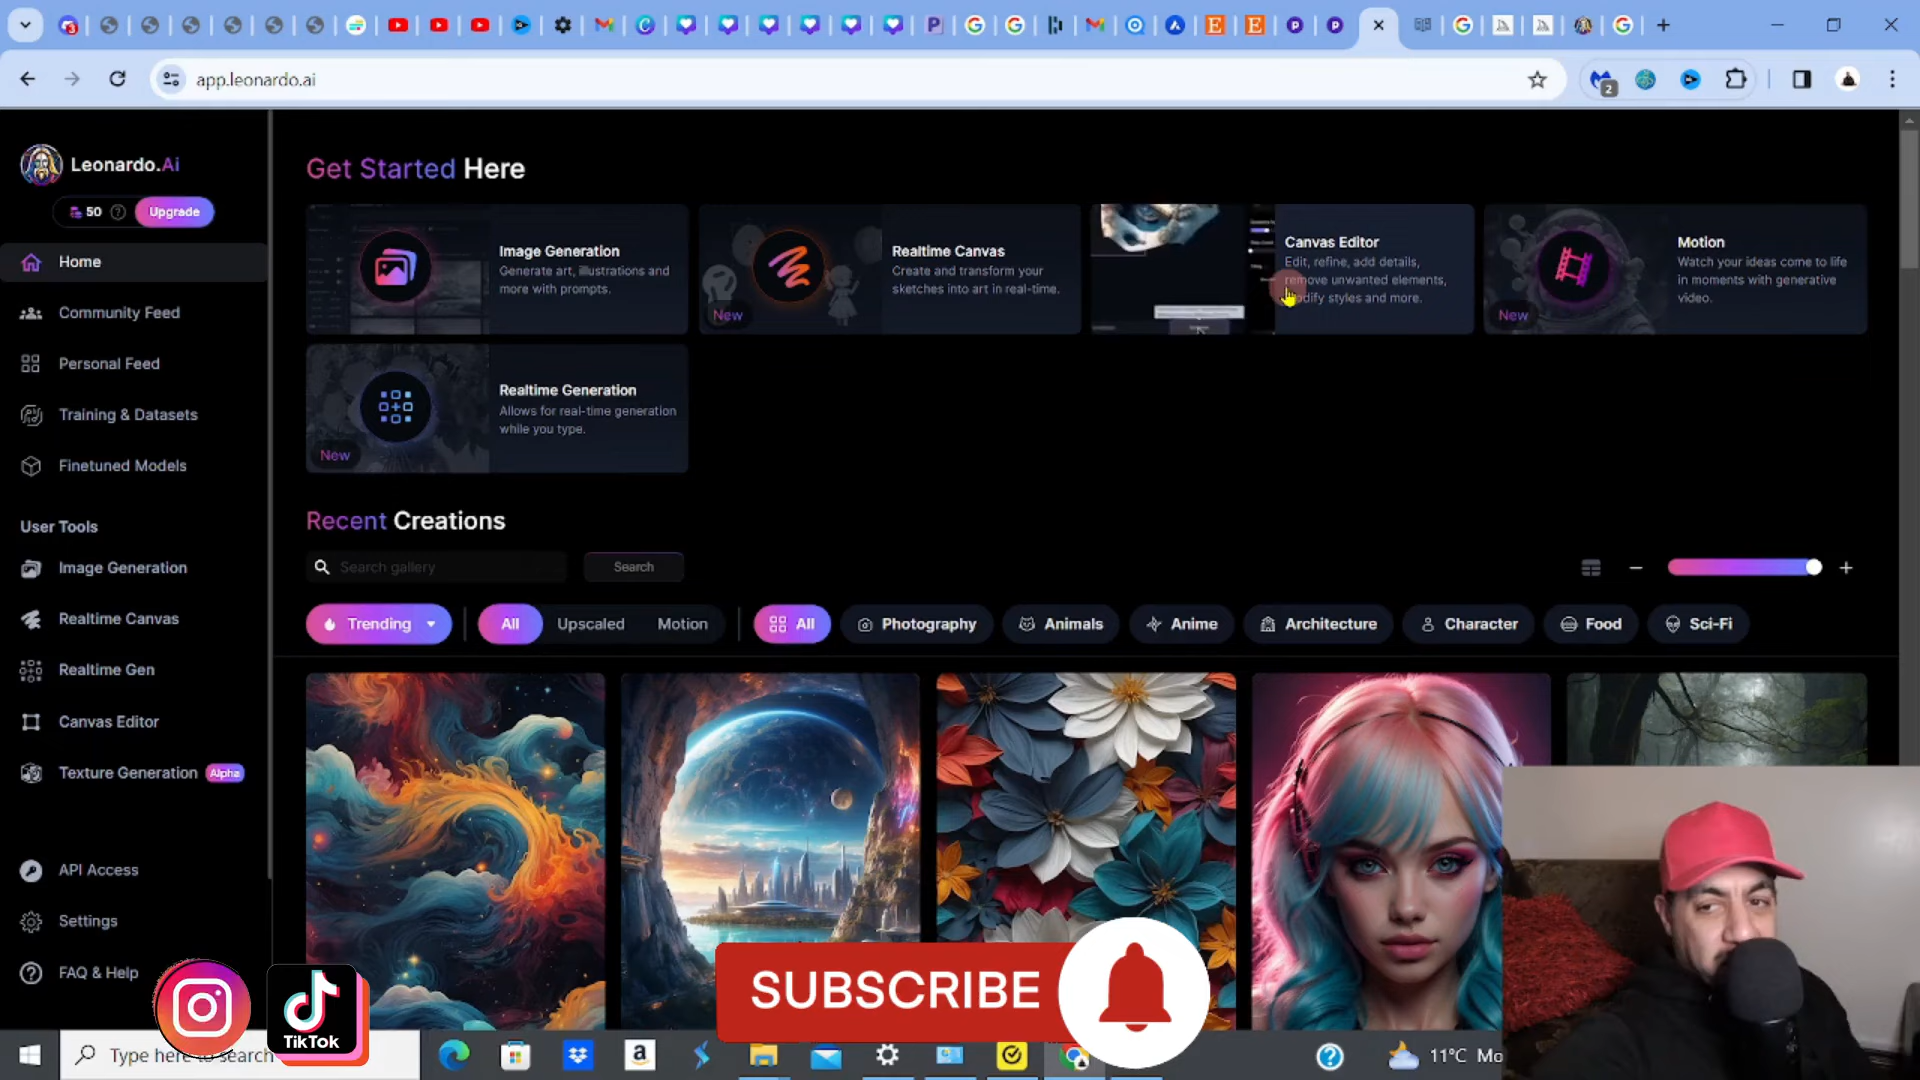 3
app.leonardo.ai
2
Leonardo.Ai
50
Upgrade
Home
Community Feed
Personal Feed
Training & Datasets
Finetuned Models
User Tools
Image Generation
Realtime Canvas
Realtime Gen
Canvas Editor
Texture Generation Alpha
API Access
Settings
FAQ & Help
Get Started Here
Image Generation
Generate art, illustrations and
more with prompts.
New
Realtime Canvas
Create and transform your
sketches into art in real-time.
Canvas Editor
Edit, refine, add details,
remove unwanted elements,
modify styles and more.
New
Motion
Watch your ideas come to life
in moments with generative
video.
New
Realtime Generation
Allows for real-time generation
while you type.
Recent Creations
Search gallery
Search
Trending
All
Upscaled
Motion
All
Photography
Animals
Anime
Architecture
Character
Food
Sci-Fi
SUBSCRIBE
TikTok
Type here to search
11°C Mo